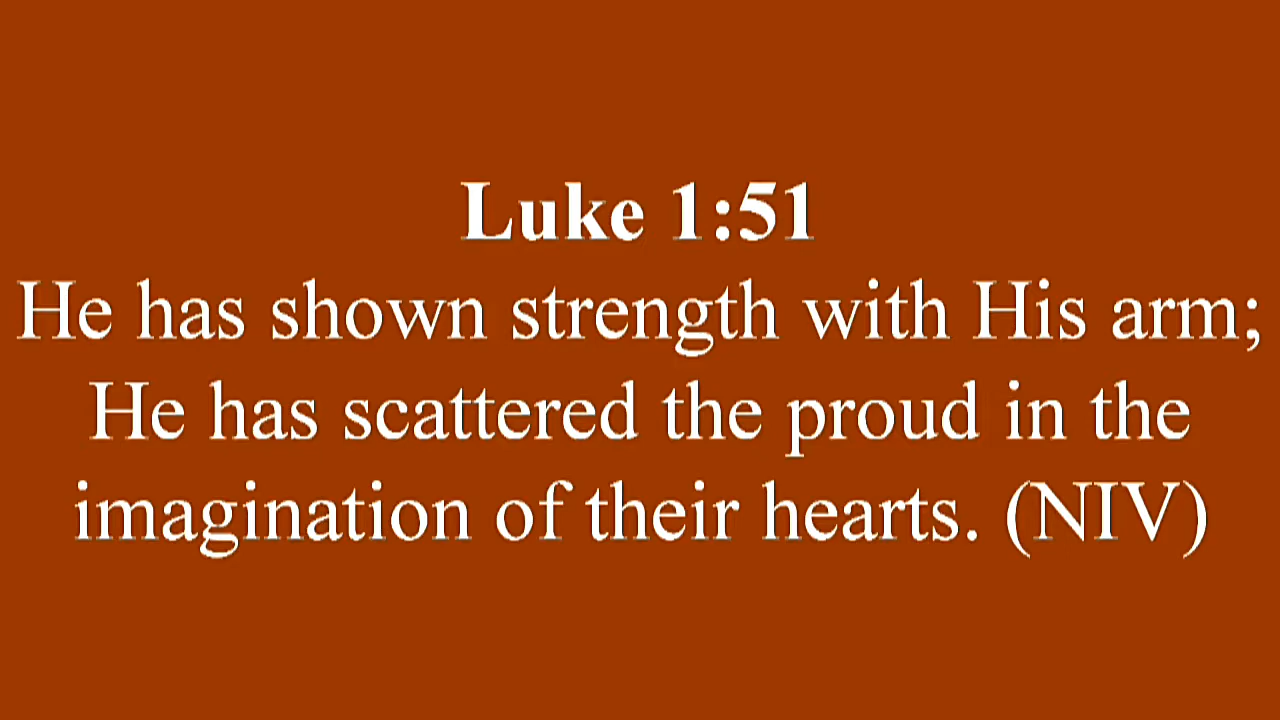 Luke 1:51
He has shown strength with His arm;
He has scattered the proud in the
imagination of their hearts. (NIV)